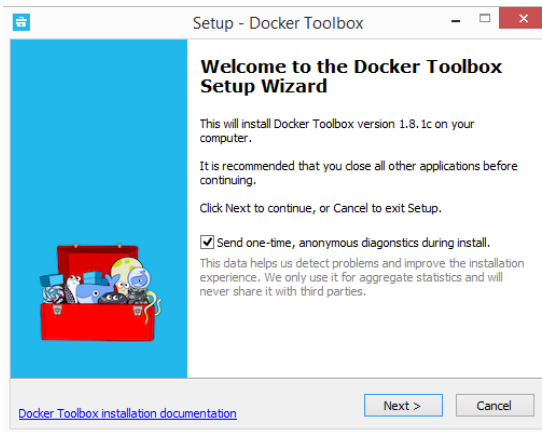 Setup - Docker Toolbox
Welcome to the Docker Toolbox
Setup Wizard
This will install Docker Toolbox version 1.8.1c on your
computer.
It is recommended that you close all other applications before
continuing.
Click Next to continue, or Cancel to exit Setup.
Send one-time, anonymous diagonstics during install.
This data helps us detect problems and improve the installation
experience. We only use it for aggregate statistics and will
never share it with third parties.
Docker Toolbox installation documentation
Next >
Cancel